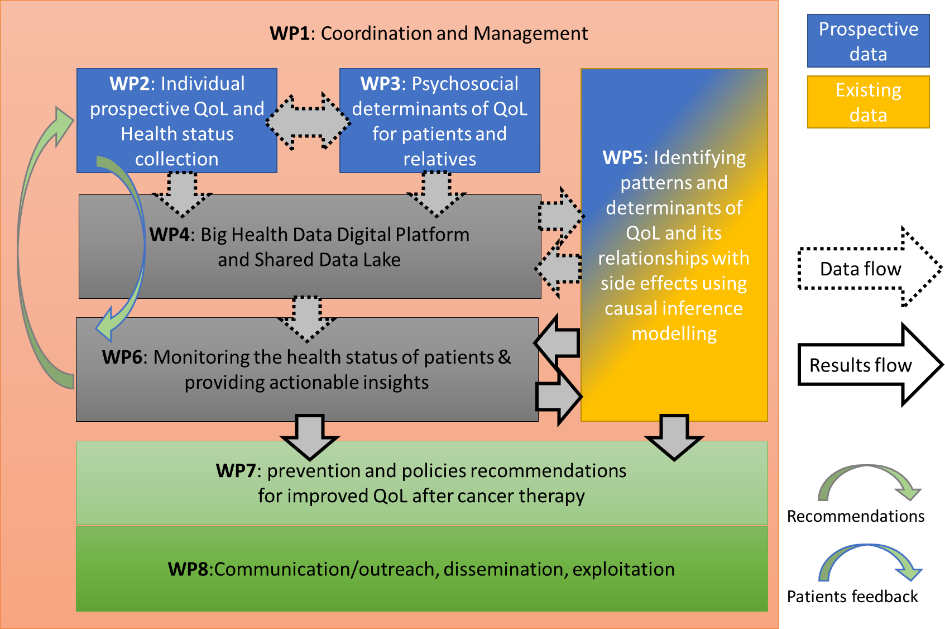 WP1: Coordination and Management
WP2: Individual
prospective QoL and
Health status
collection
WP3: Psychosocial
determinants of QoL
for patients and
relatives
WP5: Identifying
patterns and
determinants of
QoL and its
relationships with
side effects using
causal inference
modelling
WP4: Big Health Data Digital Platform
and Shared Data Lake
WP6: Monitoring the health status of patients &
providing actionable insights
WP7: prevention and policies recommendations
for improved QoL after cancer therapy
WP8:Communication/outreach, dissemination, exploitation
Prospective
data
Existing
data
Data flow
Results flow
Recommendations
Patients feedback